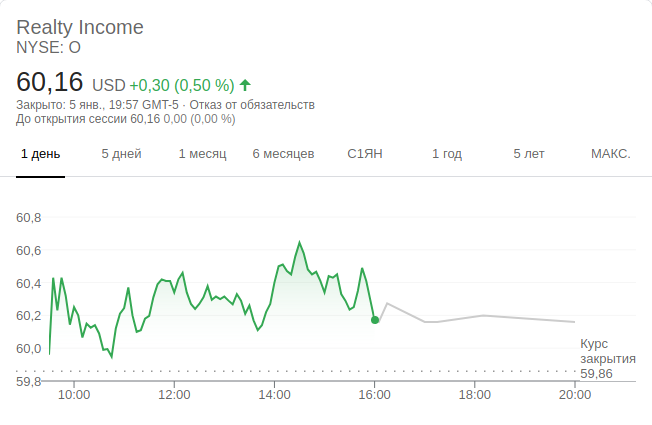 Realty Income
NYSE: O
60,16 USD +0,30 (0,50 %)
Закрыто: 5 янв., 19:57 GMT-5 · Отказ от обязательств
До открытия сессии 60,16 0,00 (0,00 %)
1 день 5 дней 1 месяц 6 месяцев С1ЯН 1 год 5 лет МАКС.
60,8
60,6
60,4
60,2
60,0
59,8
Курс
закрытия
59,86
10:00 12:00 14:00 16:00 18:00 20:00